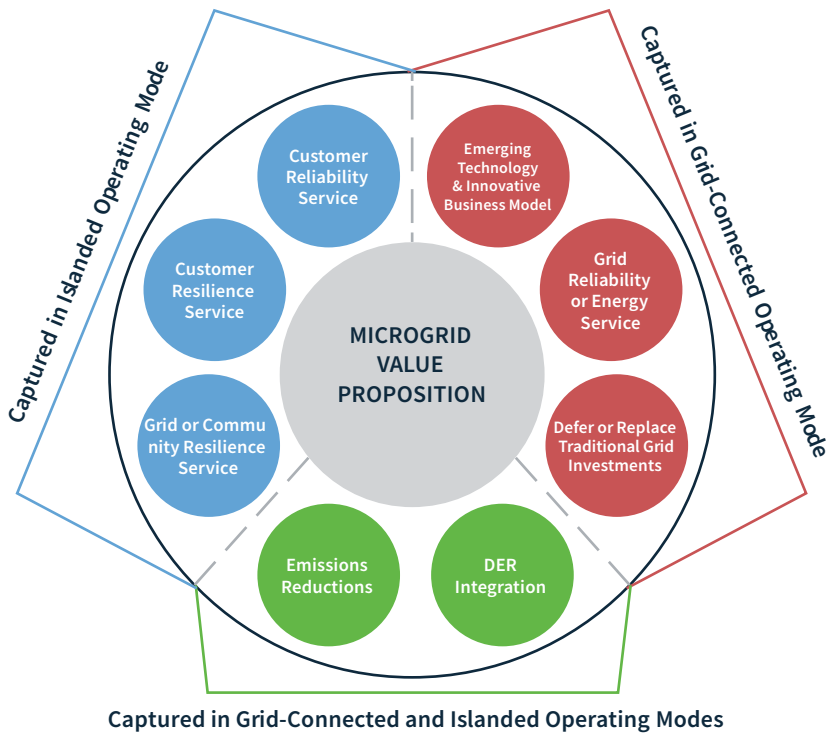 Captured in Islanded Operating Mode
Captured in Grid-Connected Operating Mode
Customer
Reliability
Service
Emerging
Technology
& Innovative
Business Model
Customer
Resilience
Service
Grid
Reliability
or Energy
Service
MICROGRID
VALUE
PROPOSITION
Grid or Commu
nity Resilience
Service
Defer or Replace
Traditional Grid
Investments
Emissions
Reductions
DER
Integration
Captured in Grid-Connected and Islanded Operating Modes